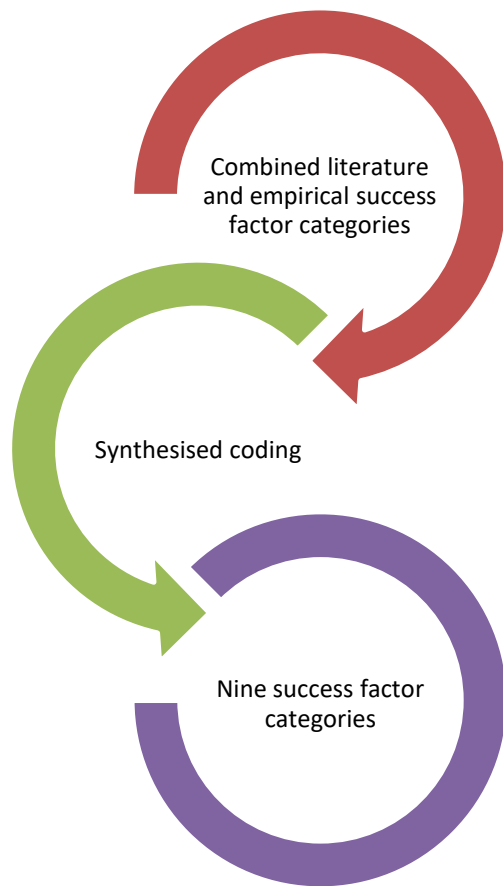 Combined literature
and empirical success
factor categories
Synthesised coding
Nine success factor
categories